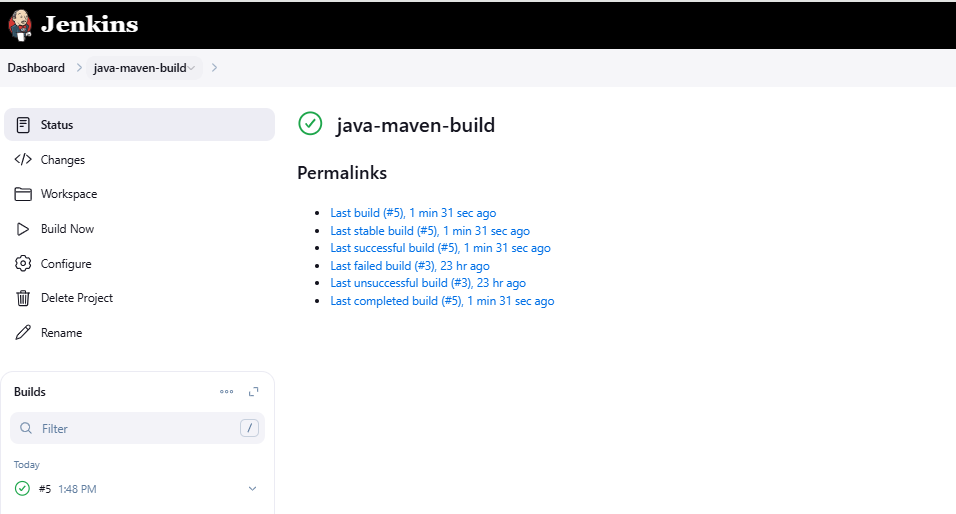 Jenkins
Dashboard
java-maven-build
Status
Changes
Workspace
Build Now
Configure
Delete Project
Rename
Builds
Filter
/
Today
#5 1:48 PM
java-maven-build
Permalinks
Last build (#5), 1 min 31 sec ago
Last stable build (#5), 1 min 31 sec ago
Last successful build (#5), 1 min 31 sec ago
Last failed build (#3), 23 hr ago
Last unsuccessful build (#3), 23 hr ago
Last completed build (#5), 1 min 31 sec ago